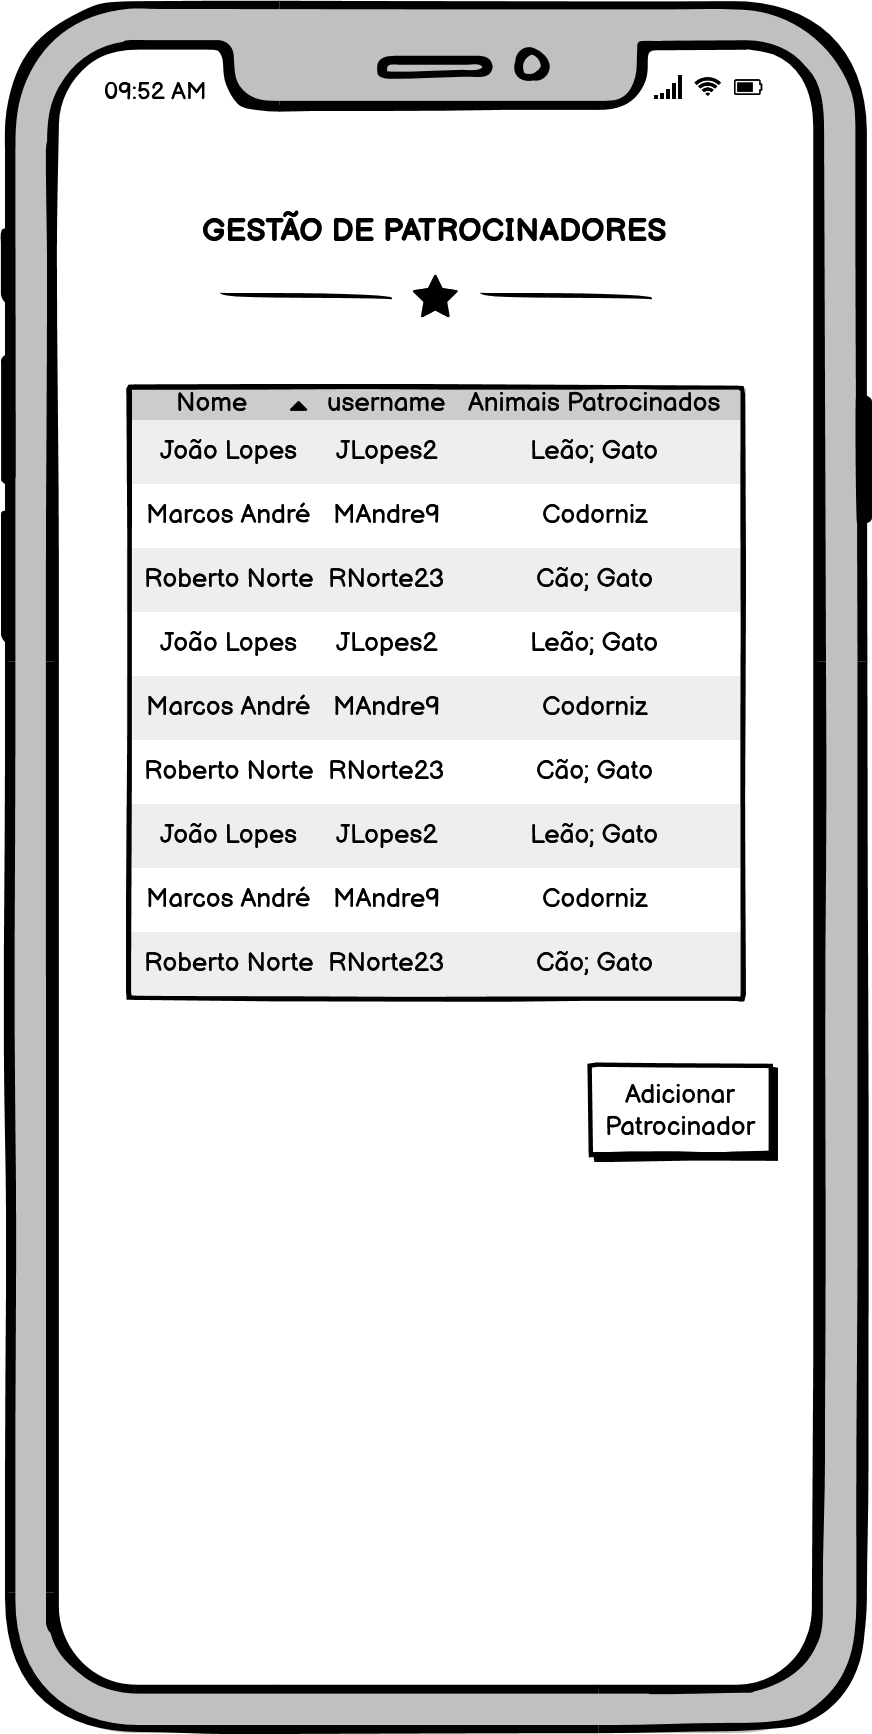 09:52 AM
GESTÃO DE PATROCINADORES
Nome username Animais Patrocinados
João Lopes JLopes2 Leão; Gato
Marcos André MAndre9 Codorniz
Roberto Norte RNorte23 Cão; Gato
João Lopes JLopes2 Leão; Gato
Marcos André MAndre9 Codorniz
Roberto Norte RNorte23 Cão; Gato
João Lopes JLopes2 Leão; Gato
Marcos André MAndre9 Codorniz
Roberto Norte RNorte23 Cão; Gato
Adicionar
Patrocinador